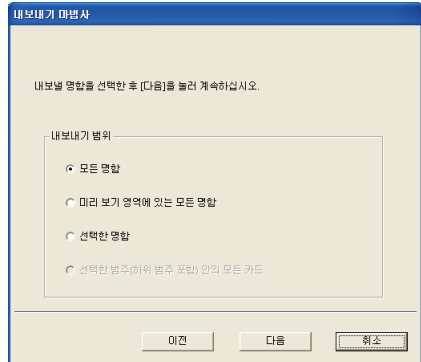 내보내기 마법사
내보낼 명함을 선택한 후 [다음]을 눌러 계속하십시오.
내보내기 범위
모든 명함
미리 보기 영역에 있는 모든 명함
선택한 명함
선택한 범주(하위 범주 포함) 안의 모든 카드
이전 다음 취소